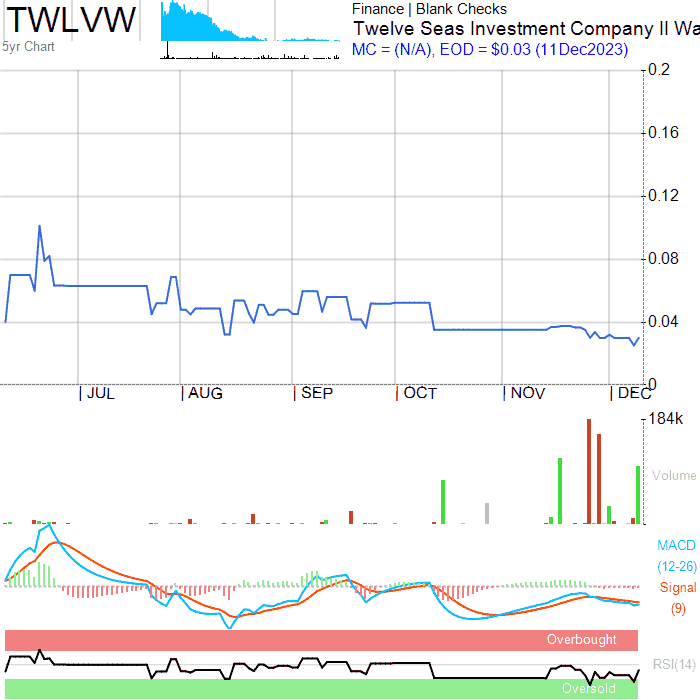 TWLVW
5yr Chart
Finance | Blank Checks
Twelve Seas Investment Company II Wa
MC = (N/A), EOD = $0.03 (11Dec2023)
0.2
0.16
0.12
0.08
0.04
0
JUL
AUG
SEP
OCT
NOV
DEC
184k
Volume
MACD
(12-26)
Signal
(9)
Overbought
RSI(14)
Oversold